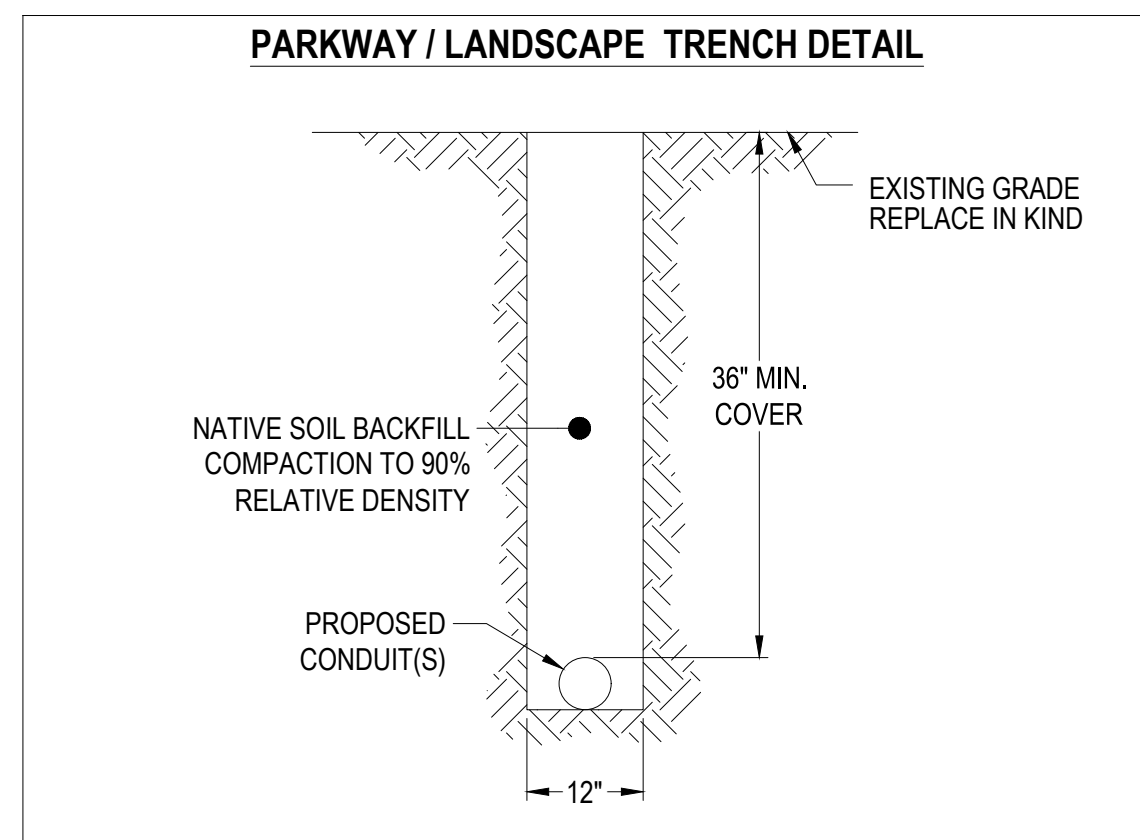 PARKWAY / LANDSCAPE TRENCH DETAIL
EXISTING GRADE
REPLACE IN KIND
36" MIN.
COVER
NATIVE SOIL BACKFILL
COMPACTION TO 90%
RELATIVE DENSITY
PROPOSED
CONDUIT(S)
12"